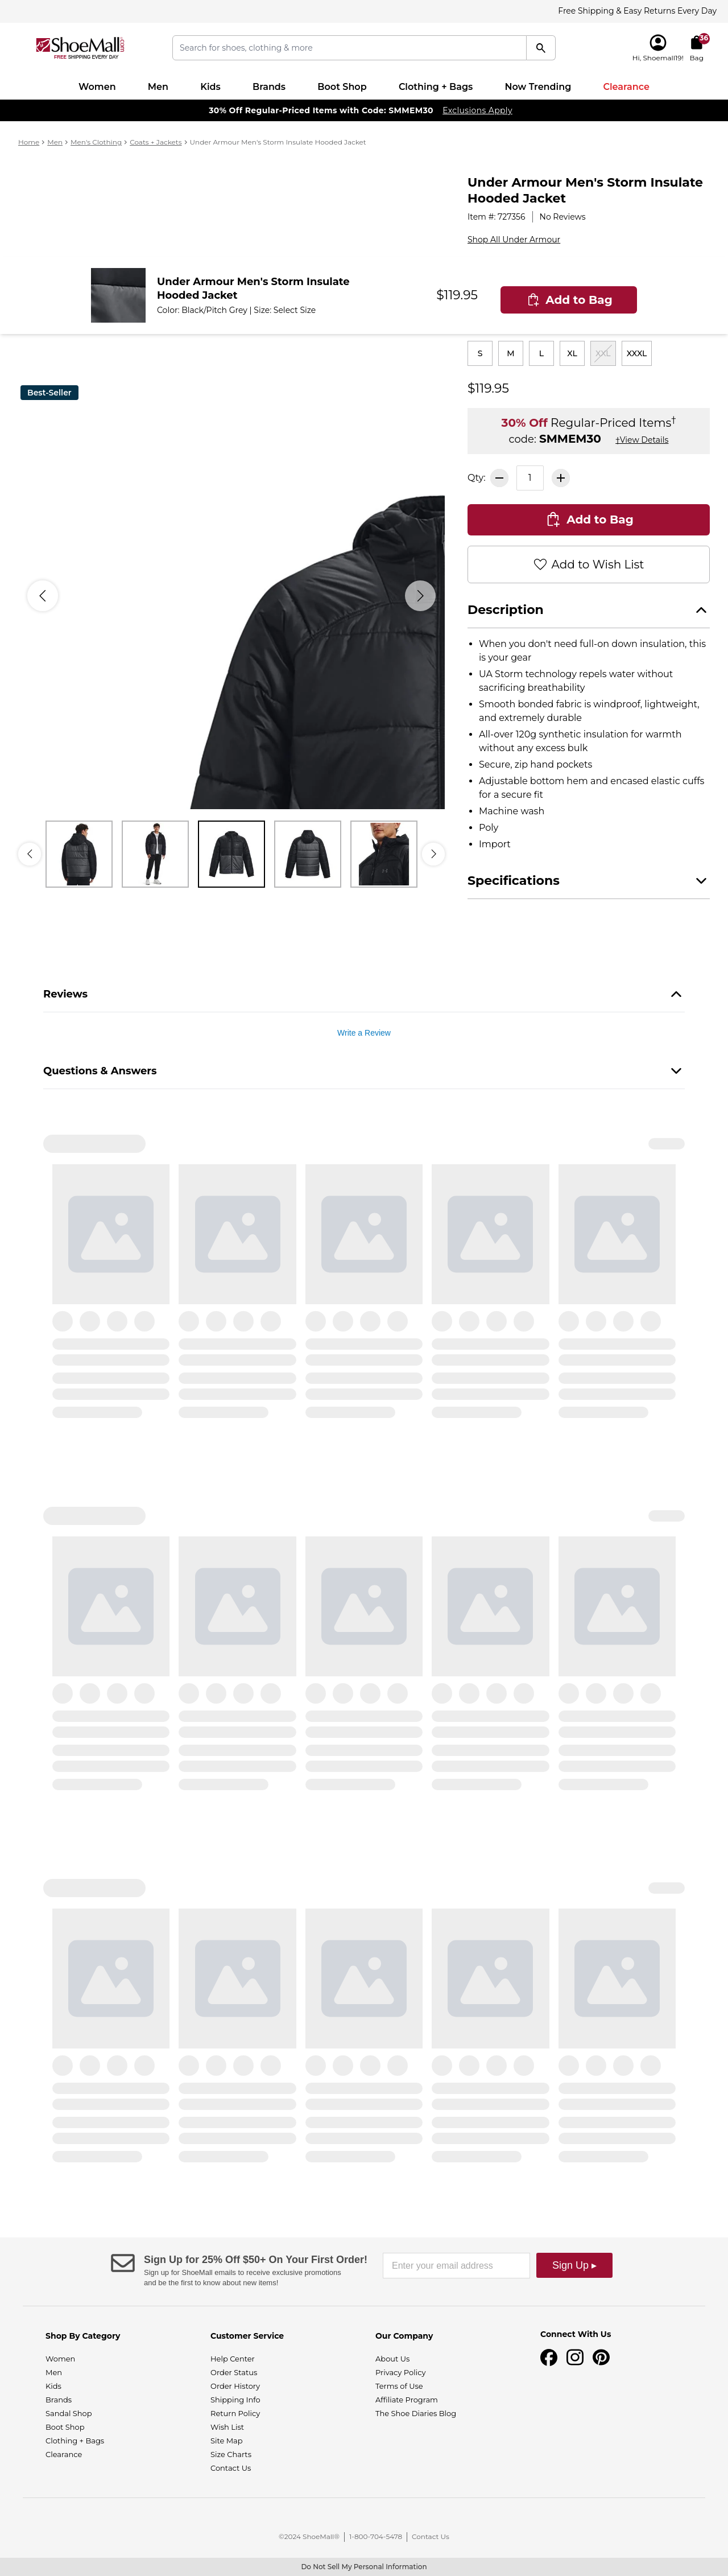 Free Shipping & Easy Returns Every Day
ShoeMall.com
FREE SHIPPING EVERY DAY
Search for shoes, clothing & more
36
Hi, Shoemall19! Bag
Women Men Kids Brands Boot Shop Clothing + Bags Now Trending Clearance
30% Off Regular-Priced Items with Code: SMMEM30 Exclusions Apply
Home > Men > Men's Clothing > Coats + Jackets > Under Armour Men's Storm Insulate Hooded Jacket
Under Armour Men's Storm Insulate
Hooded Jacket
Item #: 727356 | No Reviews
Shop All Under Armour
Under Armour Men's Storm Insulate
Hooded Jacket
Color: Black/Pitch Grey | Size: Select Size
$119.95
Add to Bag
S M L XL XXL XXXL
$119.95
Best-Seller
30% Off Regular-Priced Items†
code: SMMEM30 †View Details
Qty: 1
Add to Bag
Add to Wish List
Description
• When you don't need full-on down insulation, this
is your gear
• UA Storm technology repels water without
sacrificing breathability
• Smooth bonded fabric is windproof, lightweight,
and extremely durable
• All-over 120g synthetic insulation for warmth
without any excess bulk
• Secure, zip hand pockets
• Adjustable bottom hem and encased elastic cuffs
for a secure fit
• Machine wash
• Poly
• Import
Specifications
Reviews
Write a Review
Questions & Answers
Sign Up for 25% Off $50+ On Your First Order!
Sign up for ShoeMall emails to receive exclusive promotions
and be the first to know about new items!
Enter your email address
Sign Up ▸
Shop By Category
Women
Men
Kids
Brands
Sandal Shop
Boot Shop
Clothing + Bags
Clearance
Customer Service
Help Center
Order Status
Order History
Shipping Info
Return Policy
Wish List
Site Map
Size Charts
Contact Us
Our Company
About Us
Privacy Policy
Terms of Use
Affiliate Program
The Shoe Diaries Blog
Connect With Us
©2024 ShoeMall® | 1-800-704-5478 | Contact Us
Do Not Sell My Personal Information